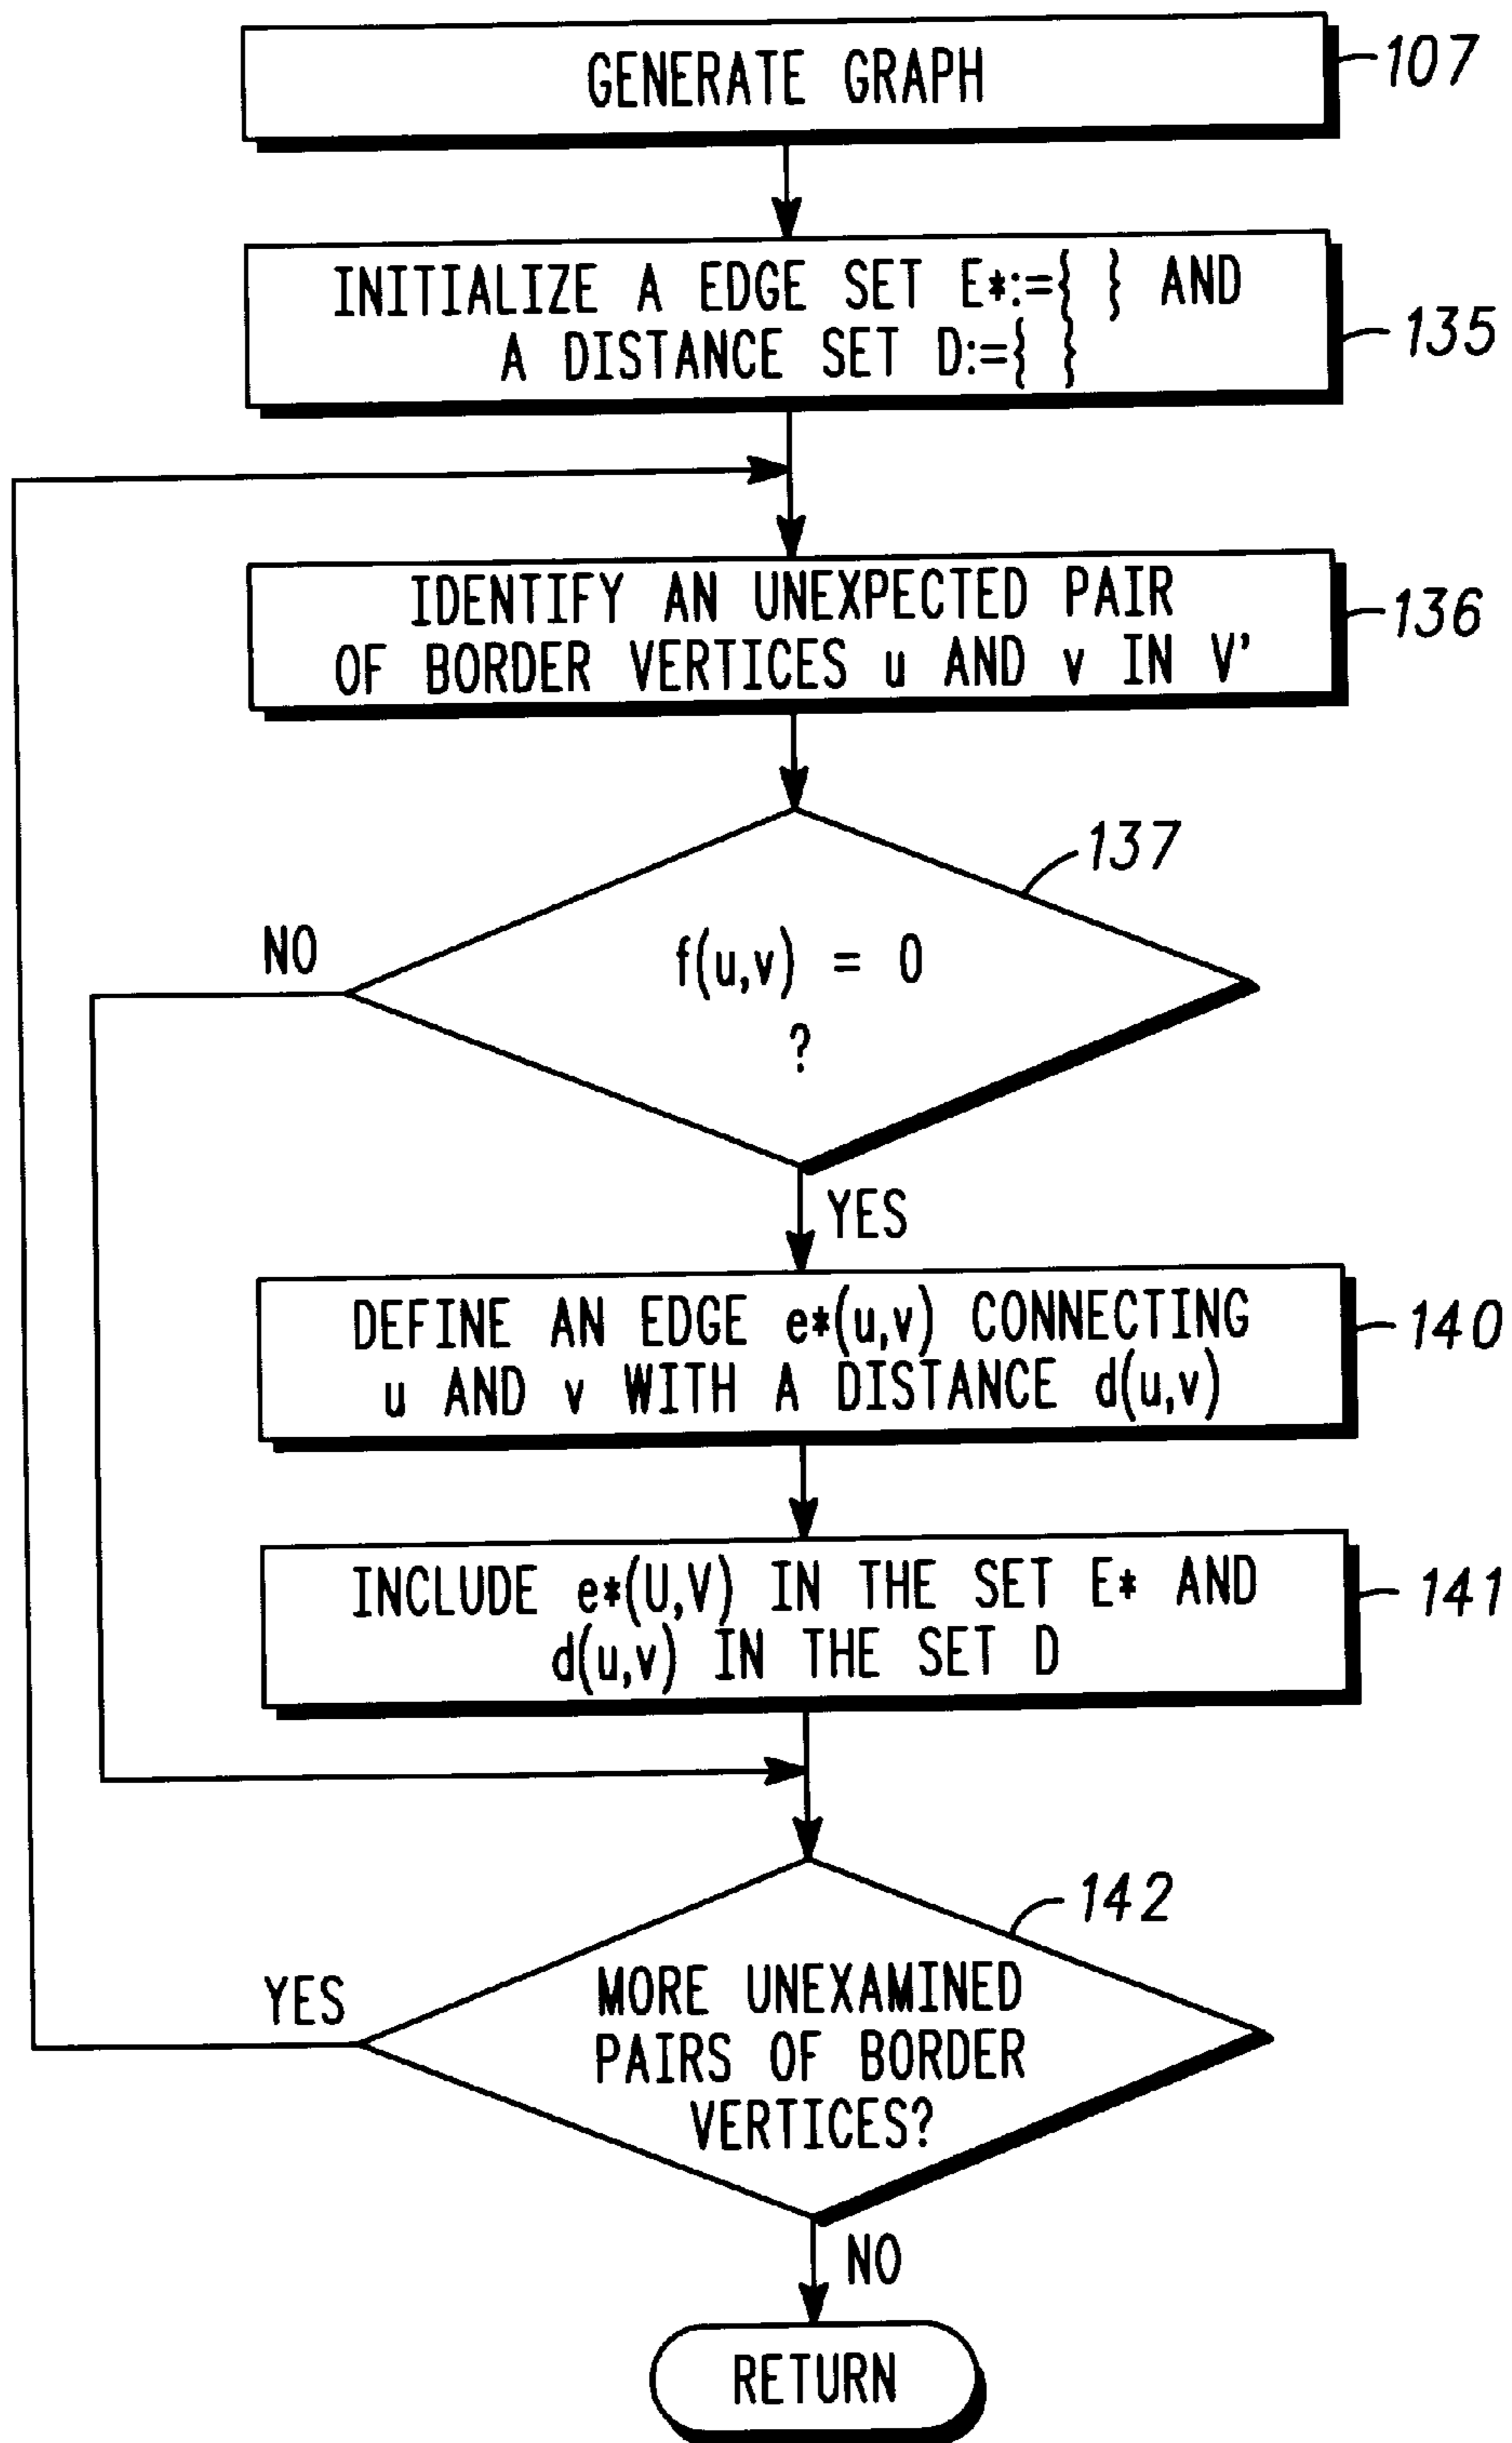 GENERATE GRAPH
107
INITIALIZE A EDGE SET E*:={ } AND
A DISTANCE SET D:={ }
135
IDENTIFY AN UNEXPECTED PAIR
OF BORDER VERTICES u AND v IN V'
136
137
NO
f(u,v) = 0
?
YES
DEFINE AN EDGE e*(u,v) CONNECTING
u AND v WITH A DISTANCE d(u,v)
140
INCLUDE e*(U,V) IN THE SET E* AND
d(u,v) IN THE SET D
141
142
YES
MORE UNEXAMINED
PAIRS OF BORDER
VERTICES?
NO
RETURN